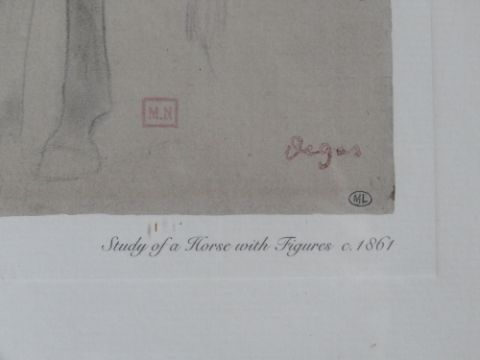 M.N
Degas
ML
Study of a Horse with Figures c.1861